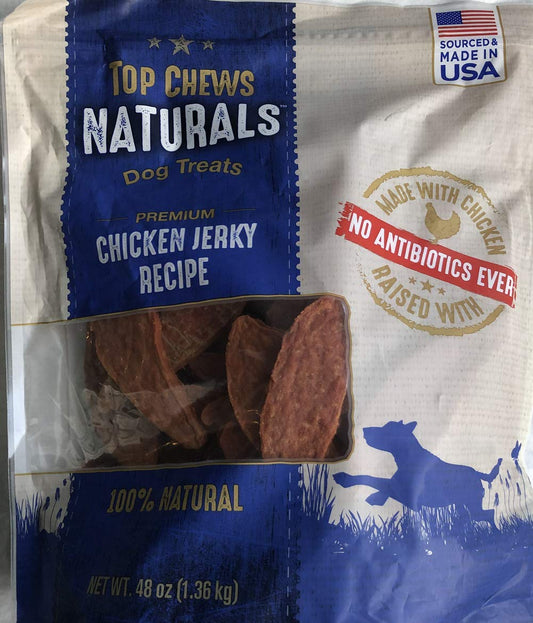 SOURCED &
MADE IN
USA
TOP CHEWS
NATURALS™
Dog Treats
PREMIUM
CHICKEN JERKY
RECIPE
MADE WITH CHICKEN
NO ANTIBIOTICS EVER
RAISED WITH
100% NATURAL
NET WT. 48 oz (1.36 kg)